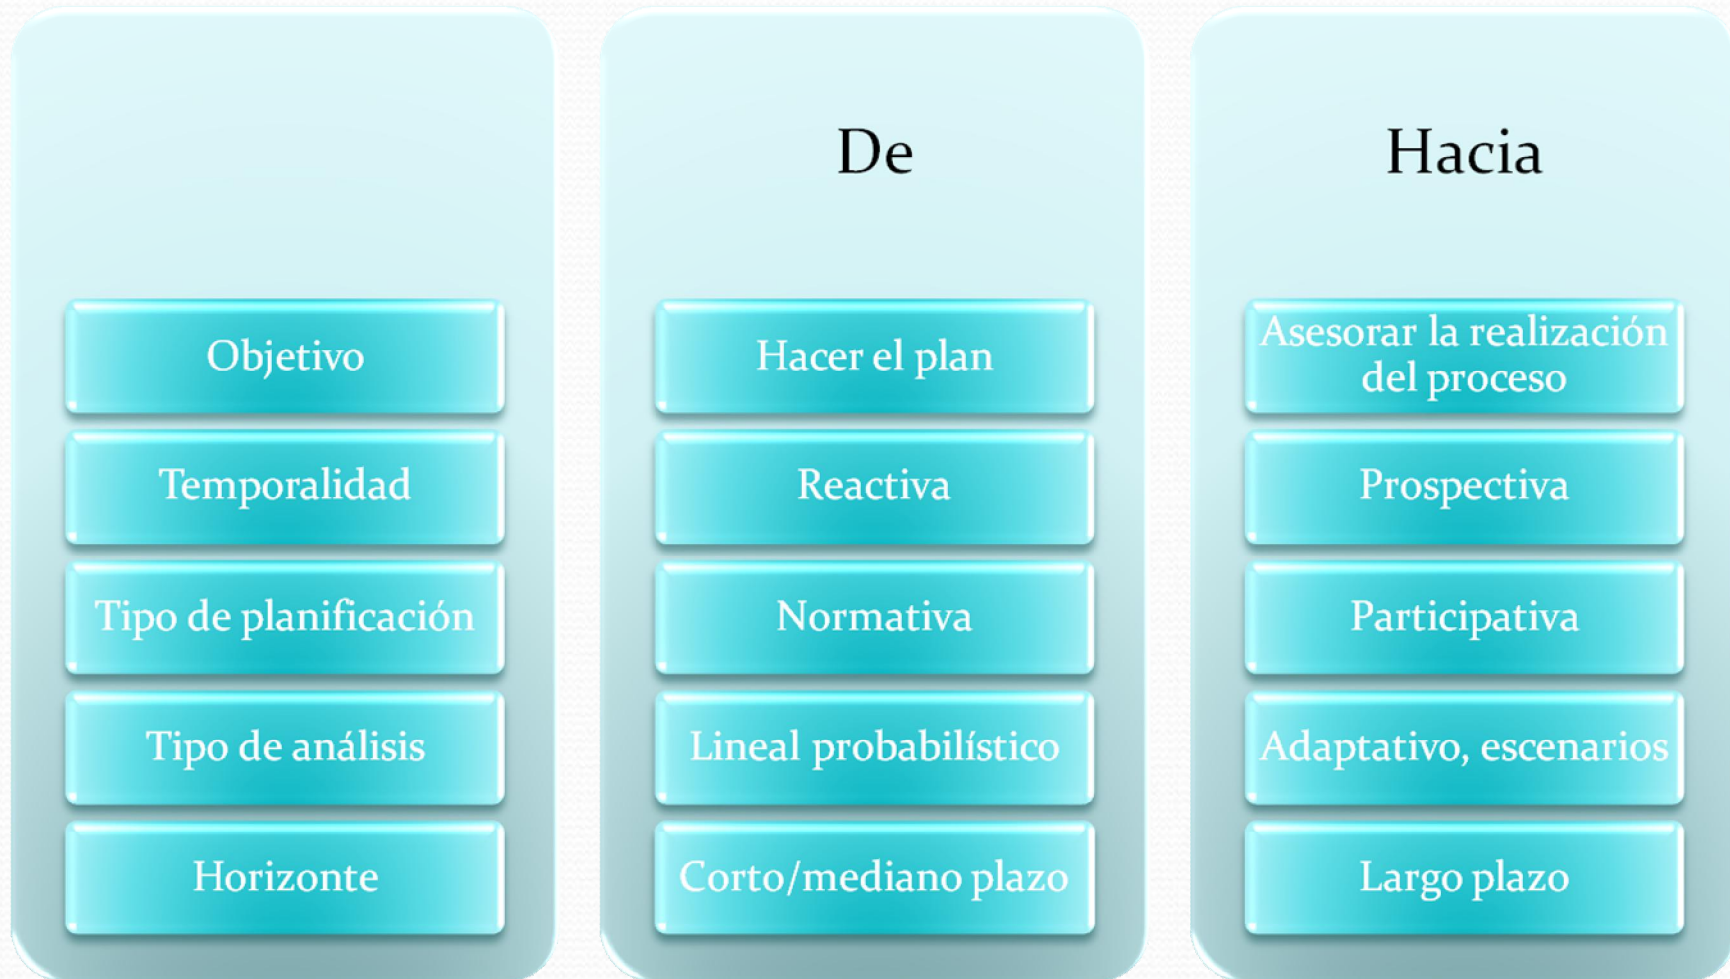 De
Hacia
Objetivo
Hacer el plan
Asesorar la realización
del proceso
Temporalidad
Reactiva
Prospectiva
Tipo de planificación
Normativa
Participativa
Tipo de análisis
Lineal probabilístico
Adaptativo, escenarios
Horizonte
Corto/mediano plazo
Largo plazo